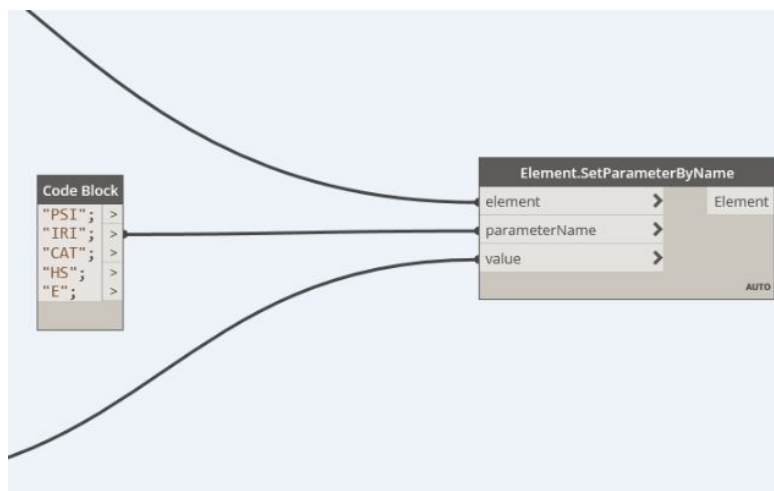 Code Block
"PSI"; >
"IRI"; >
"CAT"; >
"HS"; >
"E"; >
Element.SetParameterByName
element > Element
parameterName >
value >
AUTO